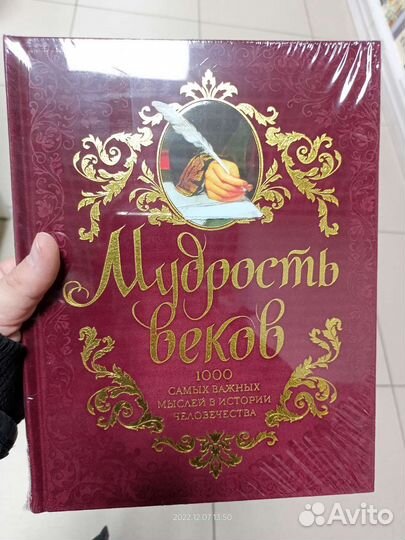 Мудрость
веков
1000
САМЫХ ВАЖНЫХ
МЫСЛЕЙ В ИСТОРИИ
ЧЕЛОВЕЧЕСТВА
2022.12.07 13:50
Avito